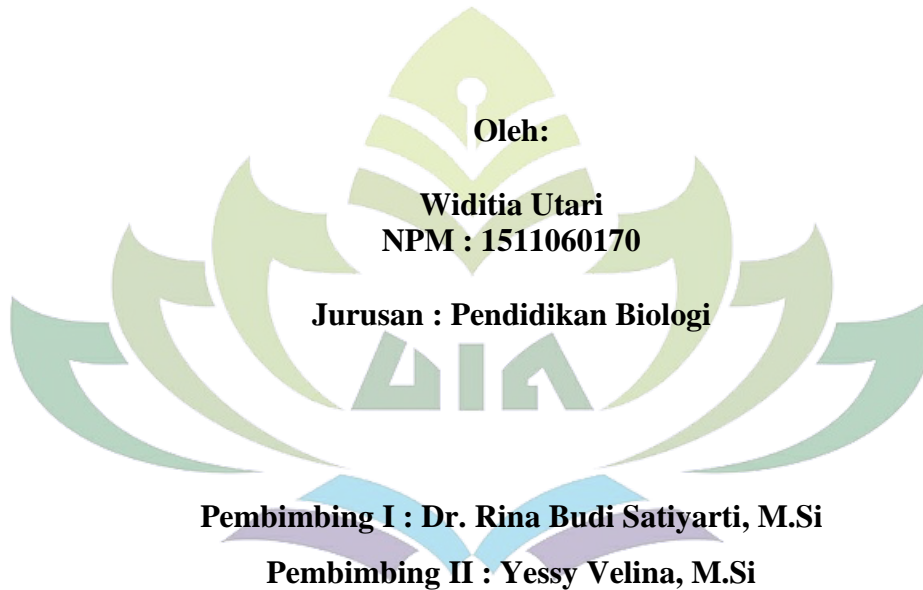 Oleh:
Widitia Utari
NPM : 1511060170
Jurusan : Pendidikan Biologi
UIN
Pembimbing I : Dr. Rina Budi Satiyarti, M.Si
Pembimbing II : Yessy Velina, M.Si